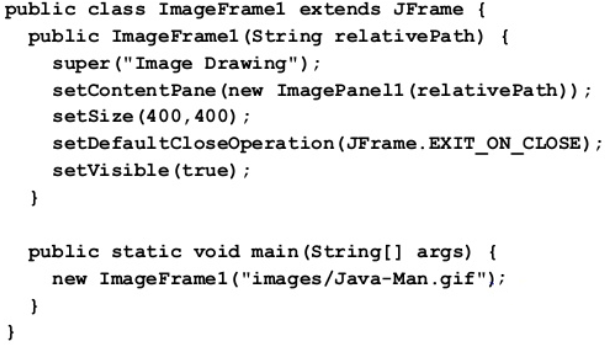 public class ImageFrame1 extends JFrame {
  public ImageFrame1(String relativePath) {
    super("Image Drawing");
    setContentPane(new ImagePanel1(relativePath));
    setSize(400,400);
    setDefaultCloseOperation(JFrame.EXIT_ON_CLOSE);
    setVisible(true);
  }

  public static void main(String[] args) {
    new ImageFrame1("images/Java-Man.gif");
  }
}